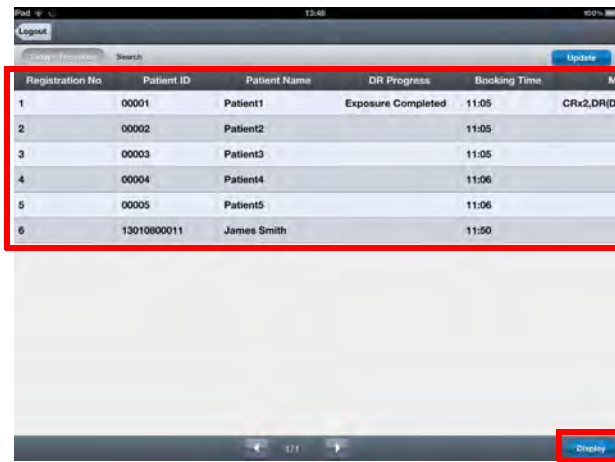 Pad 13:46 100%
Logout
Search Update
Registration No Patient ID Patient Name DR Progress Booking Time M
1 00001 Patient1 Exposure Completed 11:05 CRx2,DR(D
2 00002 Patient2 11:05
3 00003 Patient3 11:05
4 00004 Patient4 11:06
5 00005 Patient5 11:06
6 13010800011 James Smith 11:50
1/1 Display